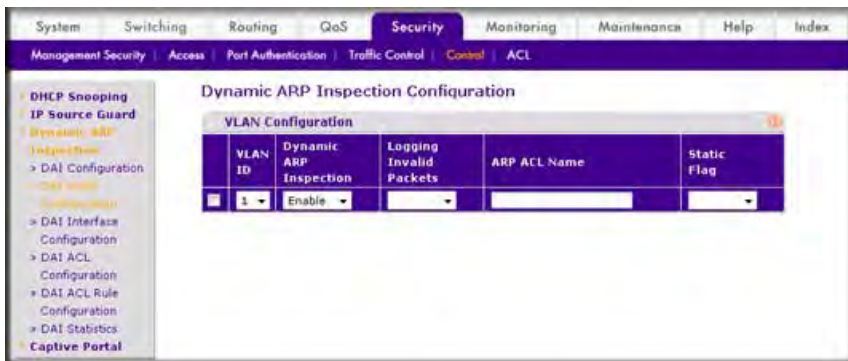 System Switching Routing QoS Security Monitoring Maintenance Help Index
Management Security Access Port Authentication Traffic Control Control ACL
DHCP Snooping
IP Source Guard
Dynamic ARP
Inspection
> DAI Configuration
> DAI VLAN
Configuration
> DAI Interface
Configuration
> DAI ACL
Configuration
> DAI ACL Rule
Configuration
> DAI Statistics
Captive Portal
Dynamic ARP Inspection Configuration
VLAN Configuration
VLAN ID Dynamic ARP Inspection Logging Invalid Packets ARP ACL Name Static Flag
1 Enable